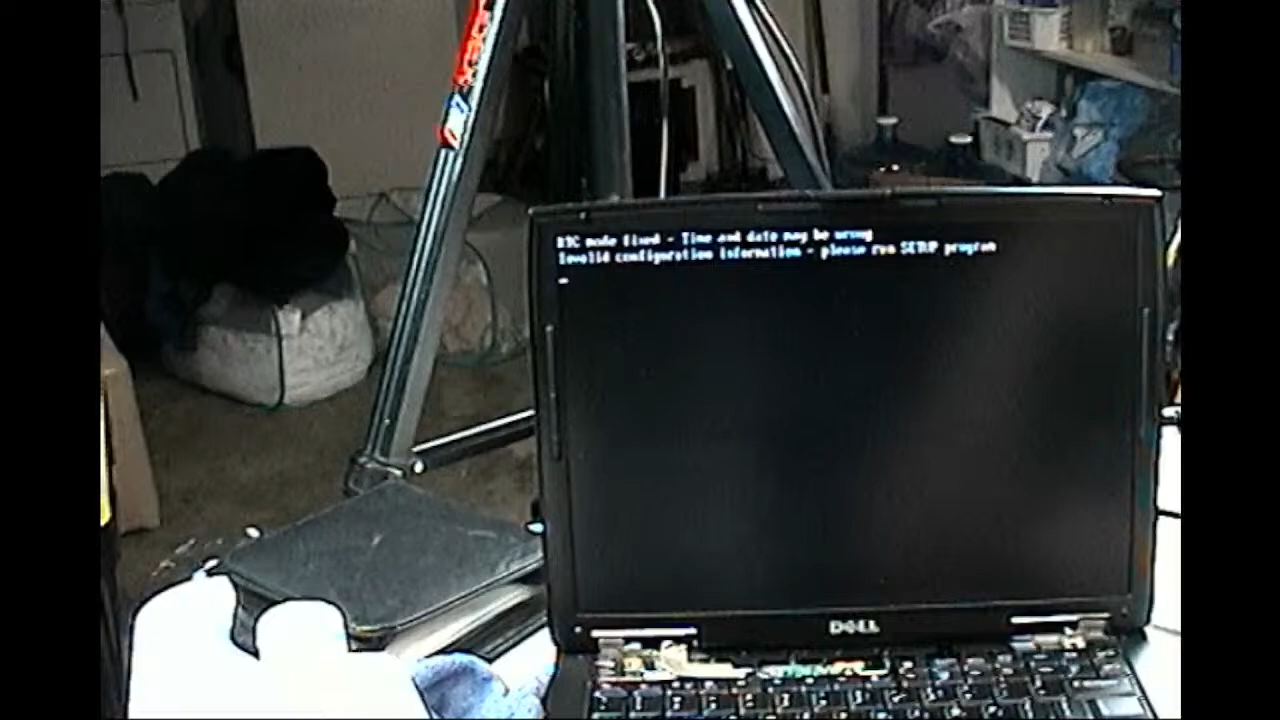 RTC mode fixed - Time and date may be wrong
Invalid configuration information - please run SETUP program
DELL